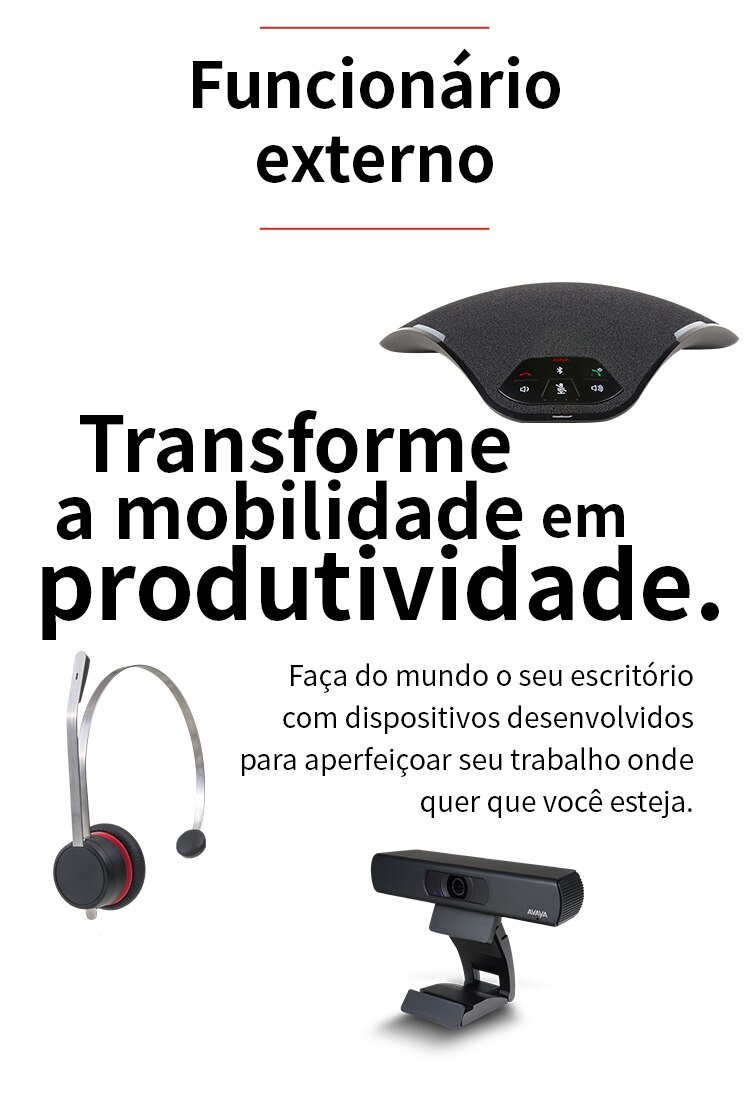 Funcionário
externo
AVAYA
Transforme
a mobilidade em
produtividade.
Faça do mundo o seu escritório
com dispositivos desenvolvidos
para aperfeiçoar seu trabalho onde
quer que você esteja.
AVAYA